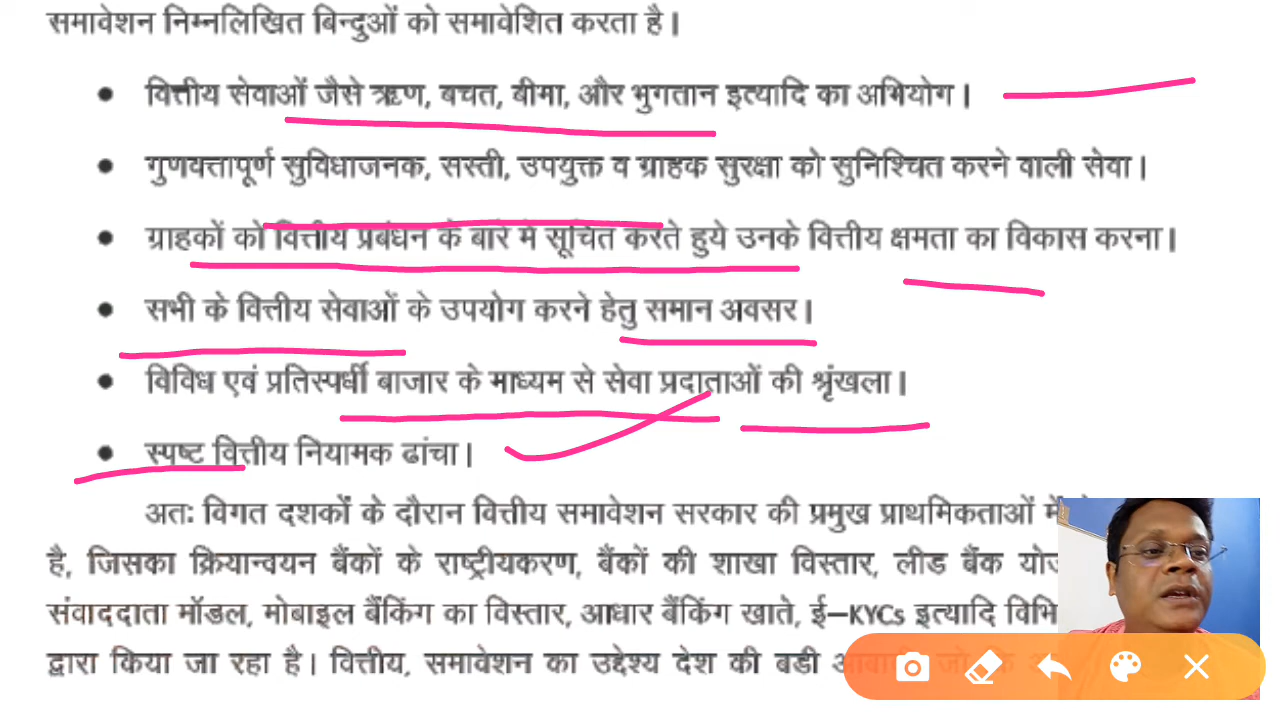 समावेशन निम्नलिखित बिन्दुओं को समावेशित करता है।
• वित्तीय सेवाओं जैसे ऋण, बचत, बीमा, और भुगतान इत्यादि का अभियोग।
• गुणवत्तापूर्ण सुविधाजनक, सस्ती, उपयुक्त व ग्राहक सुरक्षा को सुनिश्चित करने वाली सेवा।
• ग्राहकों को वित्तीय प्रबंधन के बारे में सूचित करते हुये उनके वित्तीय क्षमता का विकास करना।
• सभी के वित्तीय सेवाओं के उपयोग करने हेतु समान अवसर।
• विविध एवं प्रतिस्पर्धी बाजार के माध्यम से सेवा प्रदाताओं की श्रृंखला।
• स्पष्ट वित्तीय नियामक ढांचा।
अतः विगत दशकों के दौरान वित्तीय समावेशन सरकार की प्रमुख प्राथमिकताओं में
है, जिसका क्रियान्वयन बैंकों के राष्ट्रीयकरण, बैंकों की शाखा विस्तार, लीड बैंक
संवाददाता मॉडल, मोबाइल बैंकिंग का विस्तार, आधार बैंकिंग खाते, ई–KYCs इत्यादि
द्वारा किया जा रहा है। वित्तीय, समावेशन का उद्देश्य देश की बडी